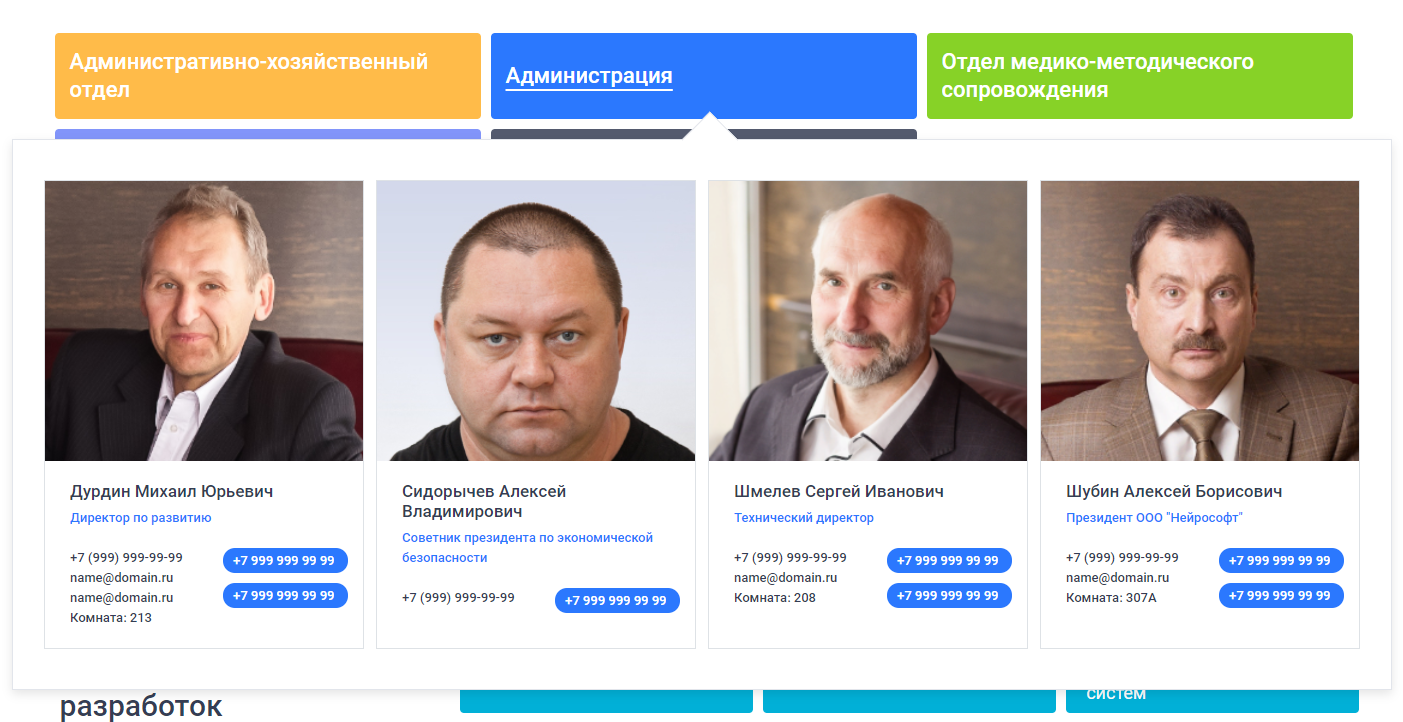 Административно-хозяйственный
отдел
Администрация
Отдел медико-методического
сопровождения
Дурдин Михаил Юрьевич
Директор по развитию
+7 (999) 999-99-99
name@domain.ru
name@domain.ru
Комната: 213
+7 999 999 99 99
+7 999 999 99 99
Сидорычев Алексей
Владимирович
Советник президента по экономической
безопасности
+7 (999) 999-99-99
+7 999 999 99 99
Шмелев Сергей Иванович
Технический директор
+7 (999) 999-99-99
name@domain.ru
Комната: 208
+7 999 999 99 99
+7 999 999 99 99
Шубин Алексей Борисович
Президент ООО "Нейрософт"
+7 (999) 999-99-99
name@domain.ru
Комната: 307А
+7 999 999 99 99
+7 999 999 99 99
разработок
систем